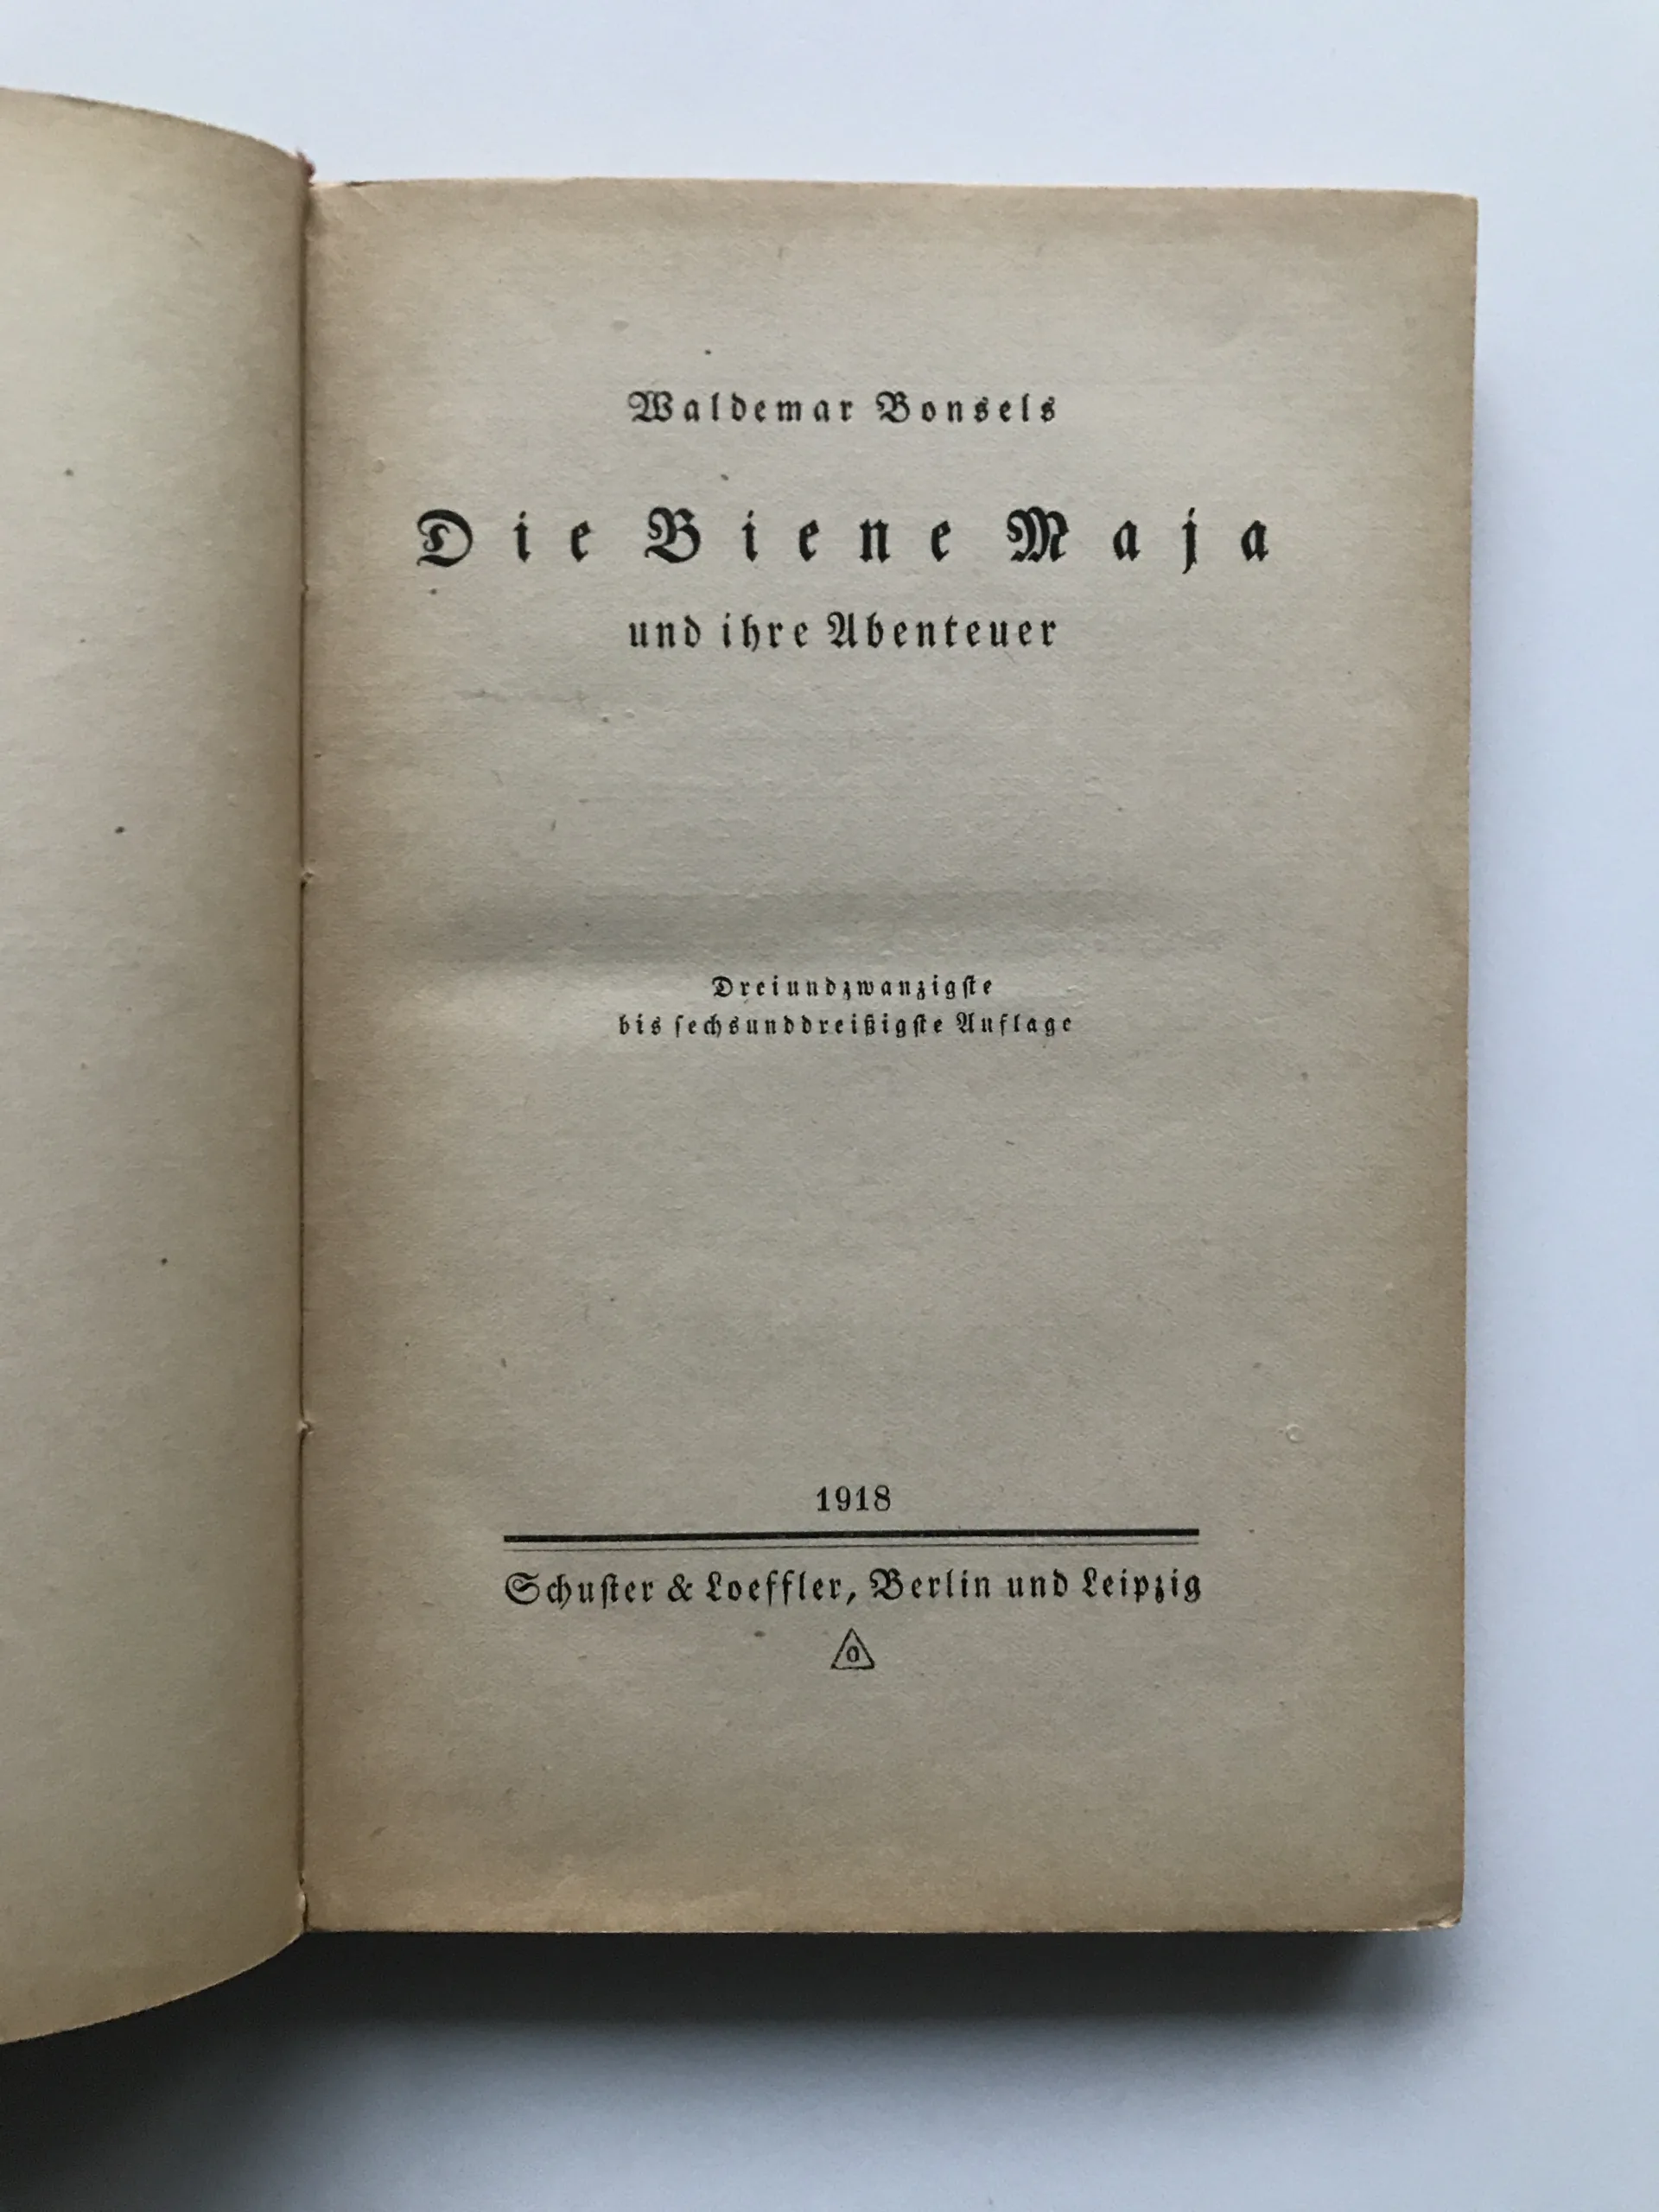 Waldemar Bonsels
Die Biene Maja
und ihre Abenteuer
Dreiundzwanzigste
bis sechsunddreißigste Auflage
1918
Schuster & Loeffler, Berlin und Leipzig